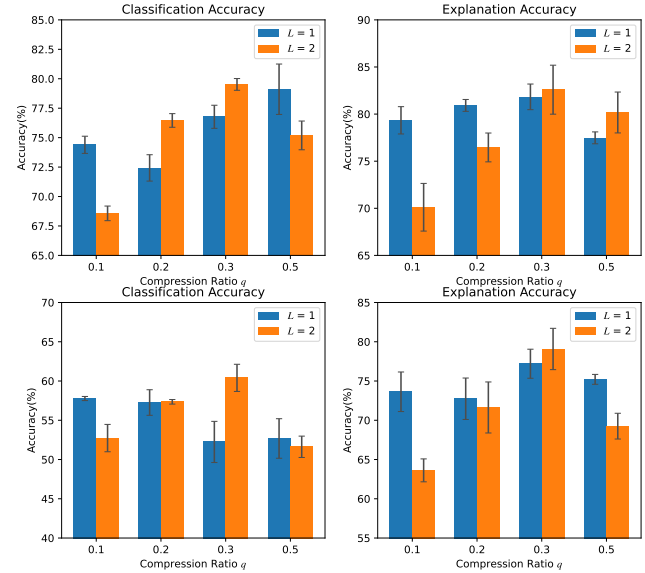 Classification Accuracy
85.0
82.5
80.0
77.5
75.0
72.5
70.0
67.5
65.0
Accuracy(%)
L = 1
L = 2
0.1 0.2 0.3 0.5
Compression Ratio q
Explanation Accuracy
90
85
80
75
70
65
Accuracy(%)
L = 1
L = 2
0.1 0.2 0.3 0.5
Compression Ratio q
Classification Accuracy
70
65
60
55
50
45
40
Accuracy(%)
L = 1
L = 2
0.1 0.2 0.3 0.5
Compression Ratio q
Explanation Accuracy
85
80
75
70
65
60
55
Accuracy(%)
L = 1
L = 2
0.1 0.2 0.3 0.5
Compression Ratio q